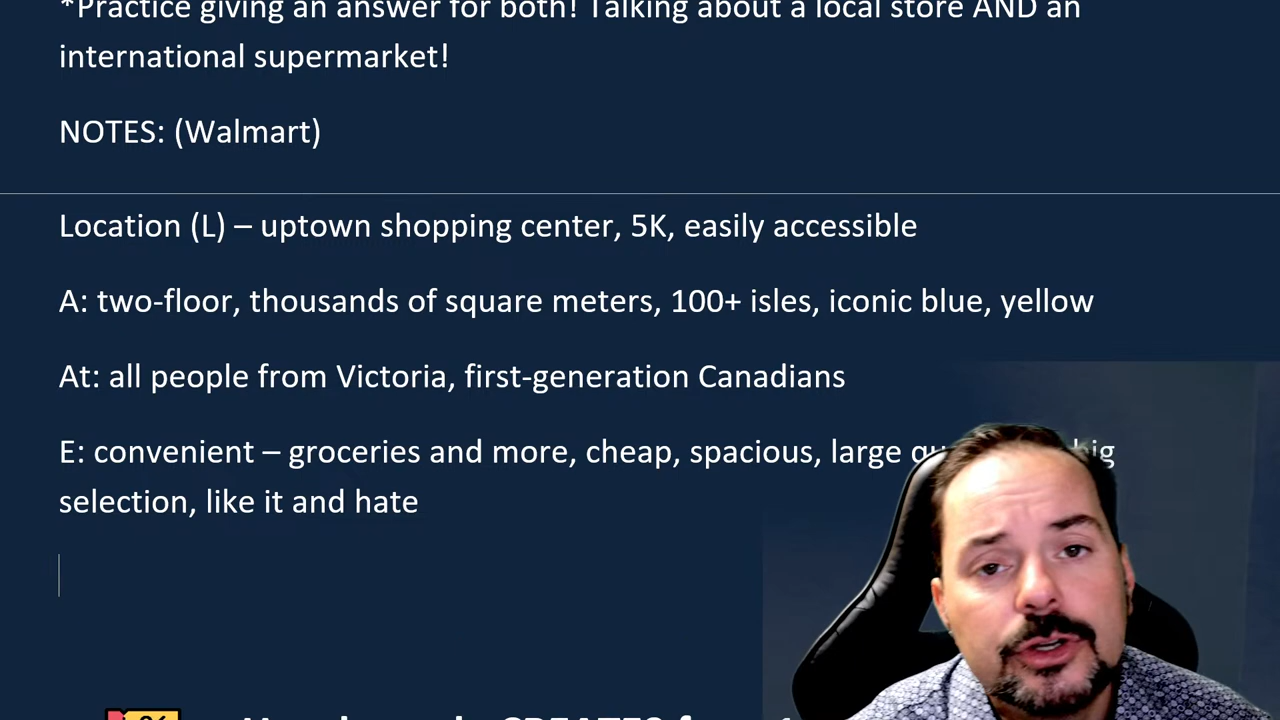 *Practice giving an answer for both! Talking about a local store AND an
international supermarket!
NOTES: (Walmart)
Location (L) – uptown shopping center, 5K, easily accessible
A: two-floor, thousands of square meters, 100+ isles, iconic blue, yellow
At: all people from Victoria, first-generation Canadians
E: convenient – groceries and more, cheap, spacious, large big
selection, like it and hate